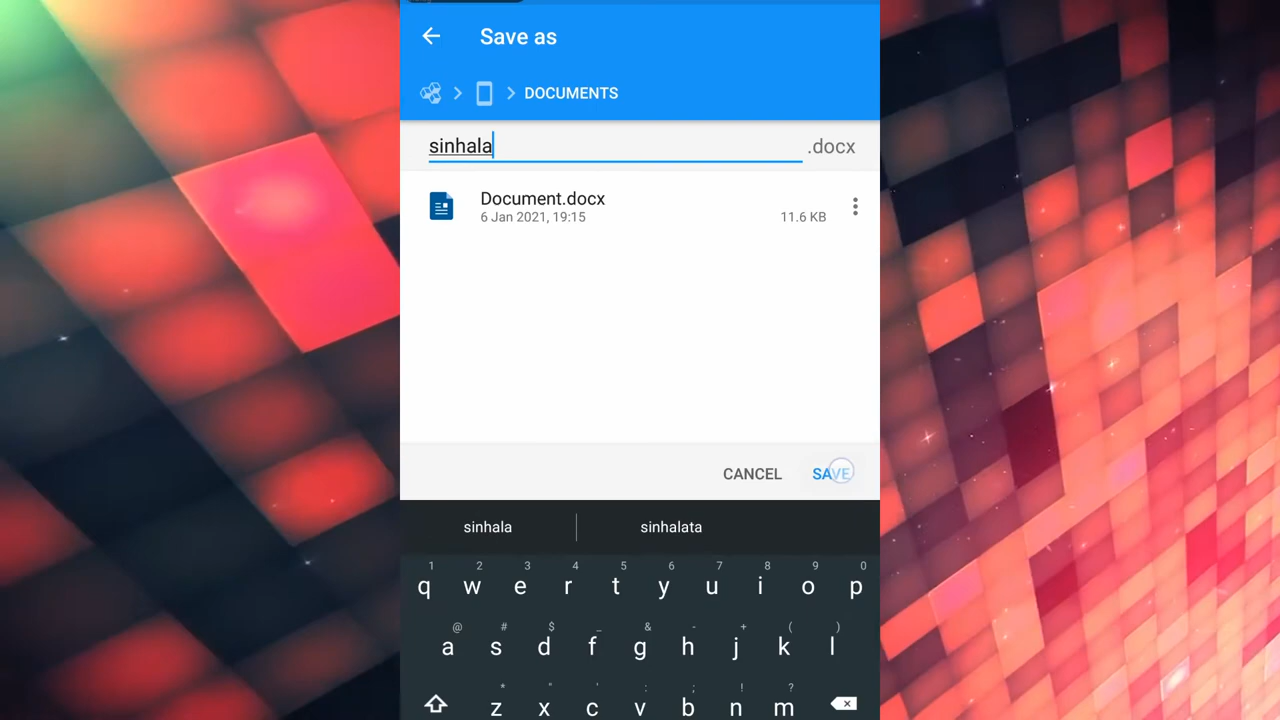 Save as
DOCUMENTS
sinhala .docx
Document.docx
6 Jan 2021, 19:15 11.6 KB
CANCEL SAVE
sinhala sinhalata
1 2 3 4 5 6 7 8 9 0
q w e r t y u i o p
@ # $ _ & - + ( )
a s d f g h j k l
* " ' : ; ! ?
z x c v b n m